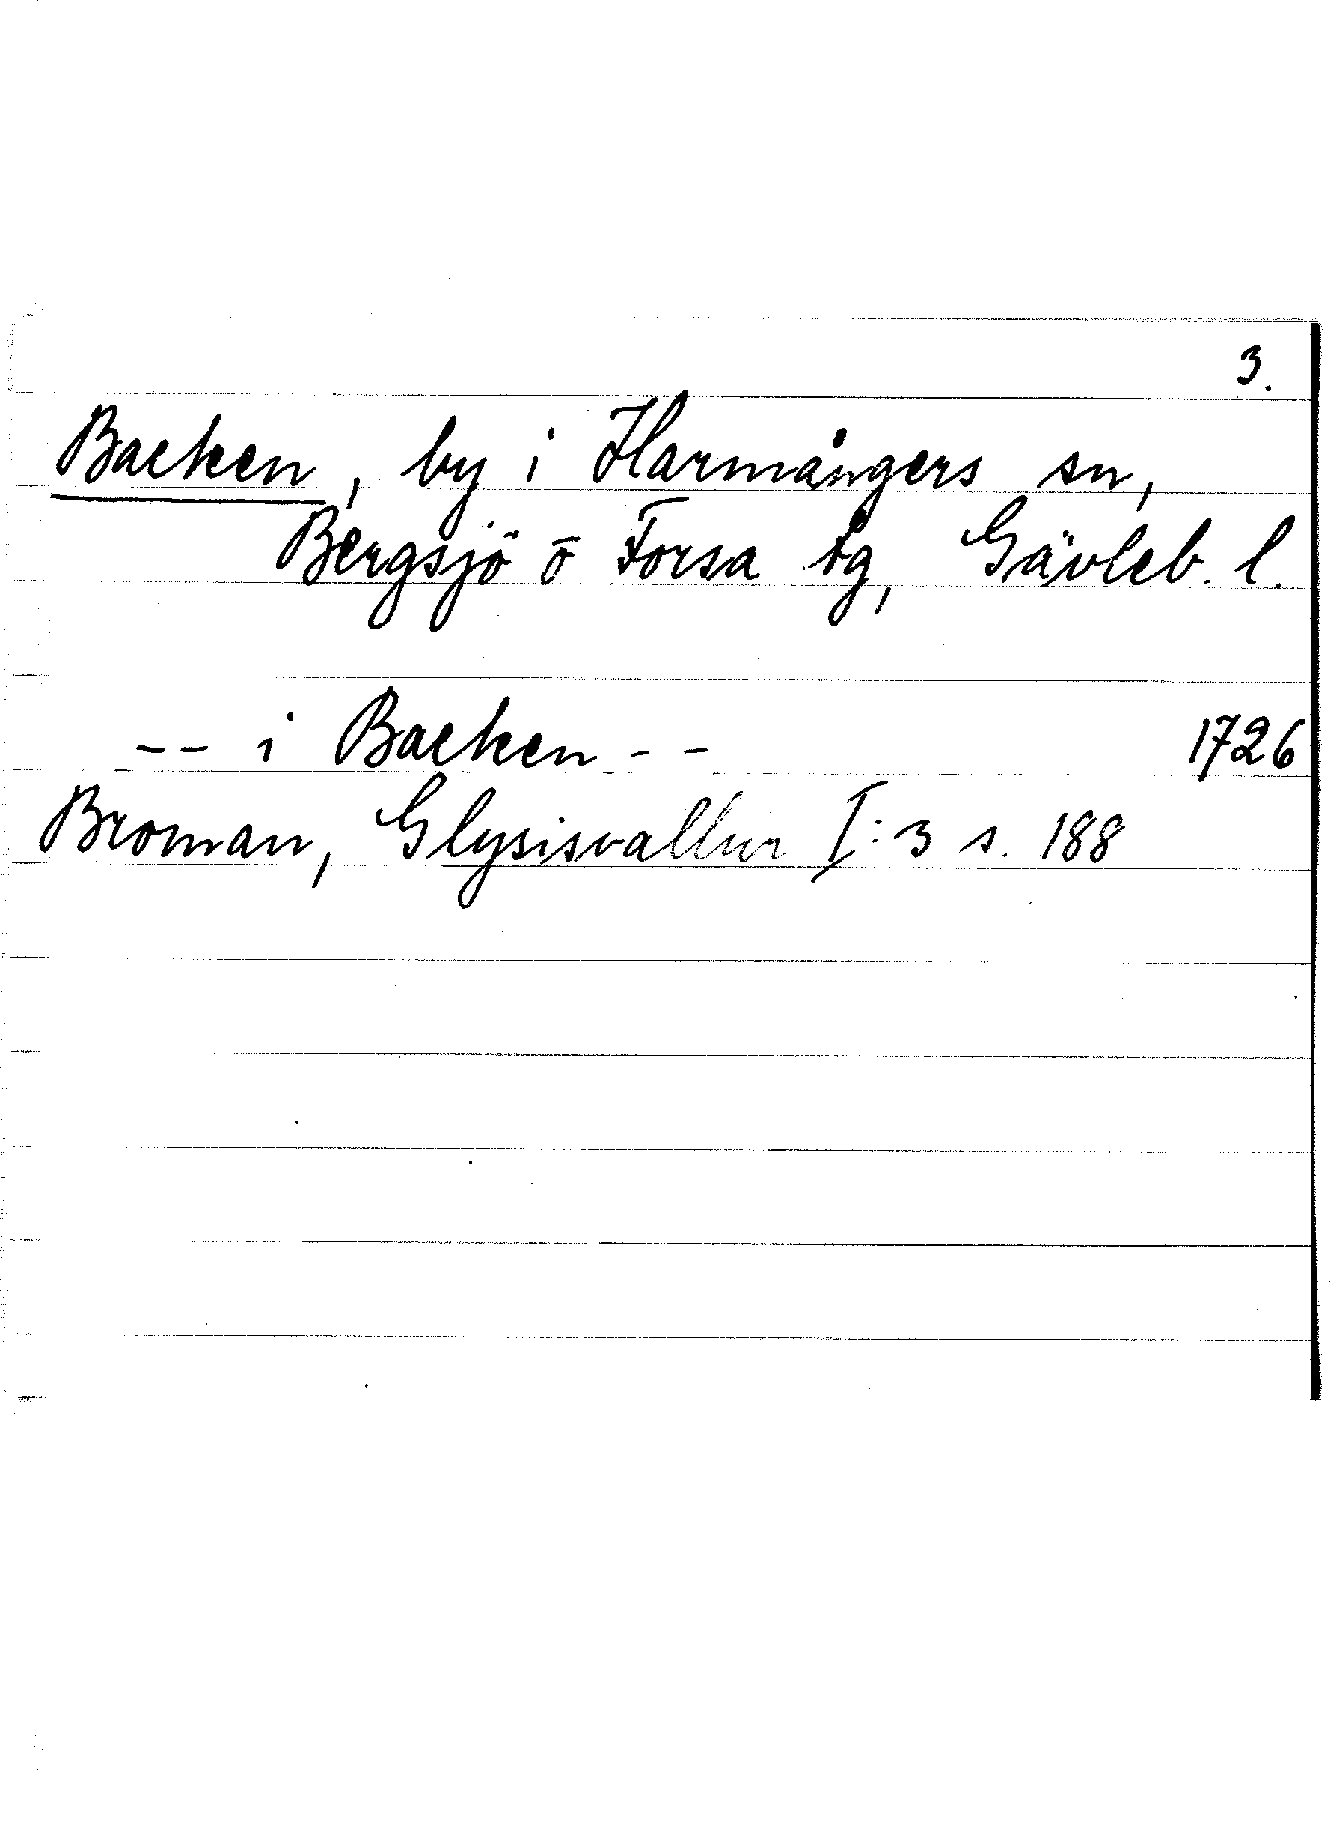 3.
Backen, by i Harmångers sn,
Bergsjö o Forsa tg, Gävleb. l.
-- i Backen --
1726
Broman, Glysisvallur I:3 s. 188